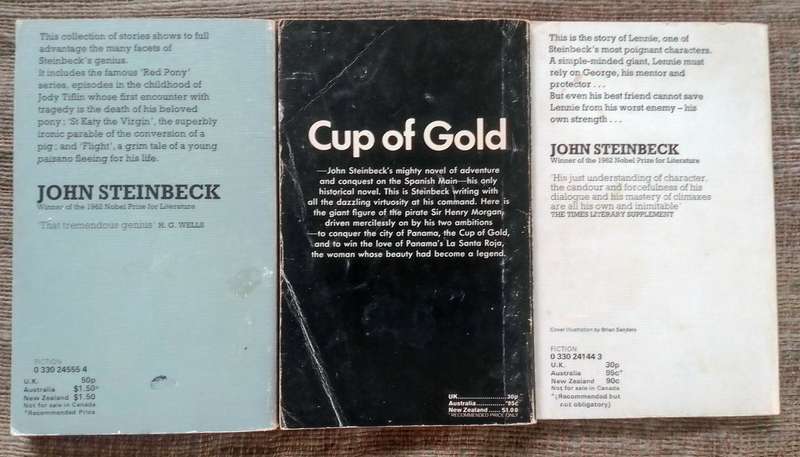 This collection of stories shows to full
advantage the many facets of
Steinbeck's genius.
It includes the famous 'Red Pony'
series, episodes in the childhood of
Jody Tiflin whose first encounter with
tragedy is the death of his beloved
pony; 'St Katy the Virgin', the superbly
ironic parable of the conversion of a
pig; and 'Flight', a grim tale of a young
paisano fleeing for his life.
JOHN STEINBECK
Winner of the 1962 Nobel Prize for Literature
'That tremendous genius' H. G. WELLS
FICTION
0 330 24555 4
U.K. 50p
Australia $1.50*
New Zealand $1.50
Not for sale in Canada
*Recommended Price
Cup of Gold
—John Steinbeck's mighty novel of adventure
and conquest on the Spanish Main—his only
historical novel. This is Steinbeck writing with
all the dazzling virtuosity at his command. Here is
the giant figure of the pirate Sir Henry Morgan,
driven mercilessly on by his two ambitions
—to conquer the city of Panama, the Cup of Gold,
and to win the love of Panama's La Santa Roja,
the woman whose beauty had become a legend.
UK..................30p
Australia.........*95c
New Zealand......$1.00
*RECOMMENDED PRICE ONLY
This is the story of Lennie, one of
Steinbeck's most poignant characters.
A simple-minded giant, Lennie must
rely on George, his mentor and
protector . . .
But even his best friend cannot save
Lennie from his worst enemy – his
own strength . . .
JOHN STEINBECK
Winner of the 1962 Nobel Prize for Literature
'His just understanding of character,
the candour and forcefulness of his
dialogue and his mastery of climaxes
are all his own and inimitable'
THE TIMES LITERARY SUPPLEMENT
Cover illustration by Brian Sanders
FICTION
0 330 24144 3
U.K. 30p
Australia 95c*
New Zealand 90c
Not for sale in Canada
*(Recommended but
not obligatory)